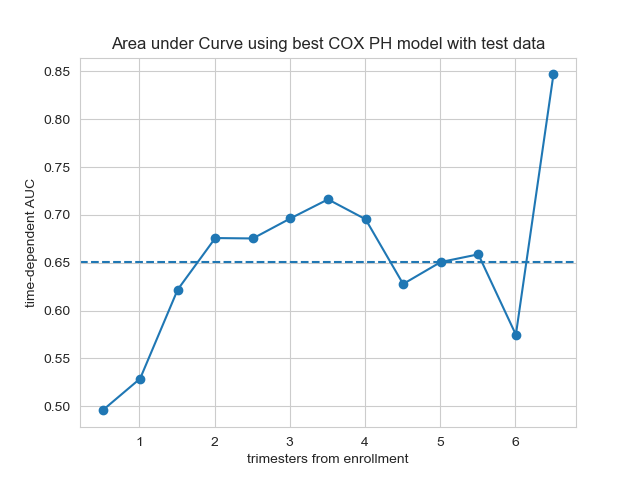 Area under Curve using best COX PH model with test data
time-dependent AUC
0.85
0.80
0.75
0.70
0.65
0.60
0.55
0.50
1 2 3 4 5 6
trimesters from enrollment